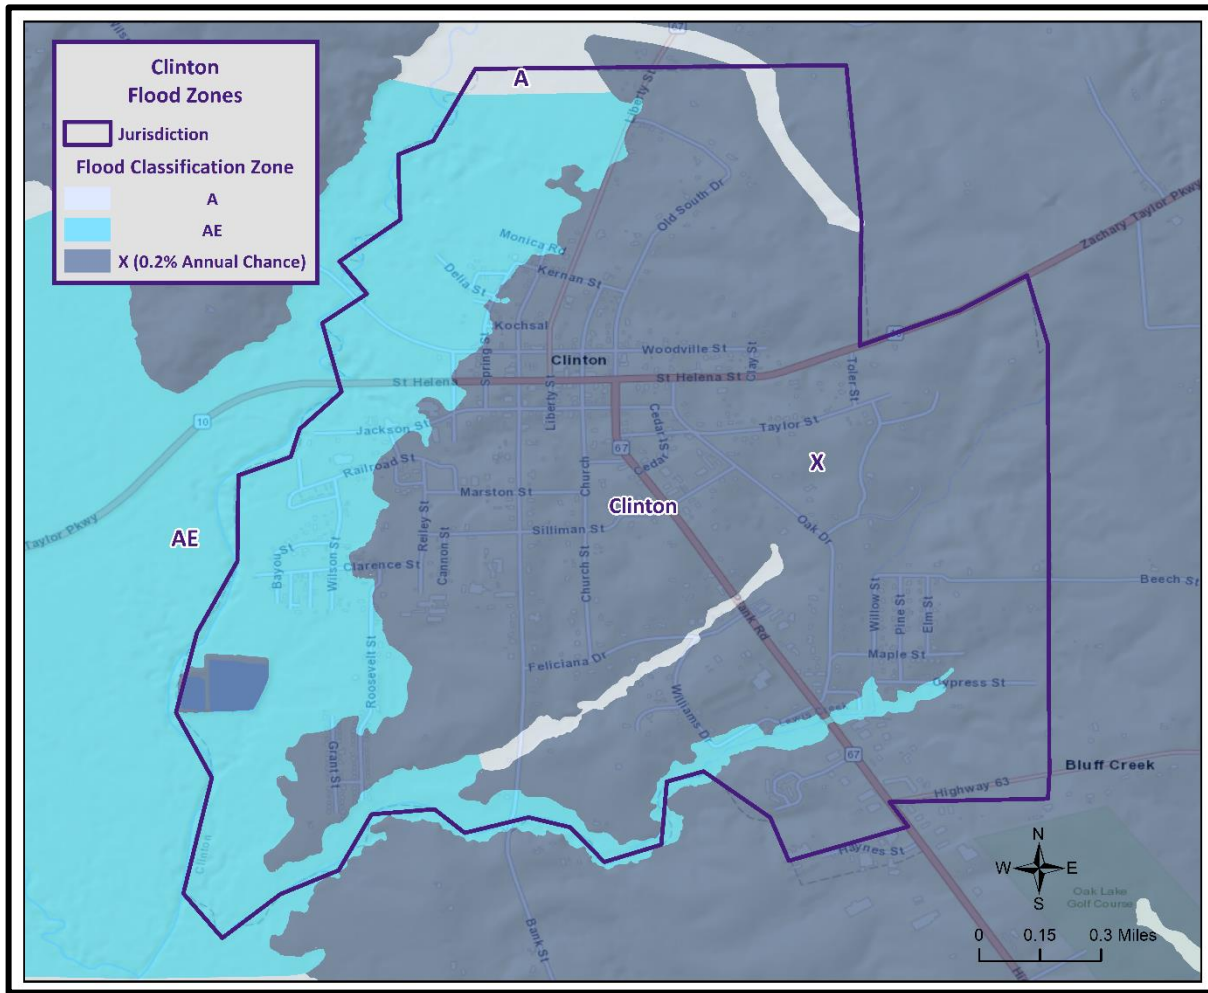 Clinton
Flood Zones
Jurisdiction
Flood Classification Zone
A
AE
X (0.2% Annual Chance)
67
A
Liberty St
Old South Dr
Zachary Taylor Pkwy
Monica Rd
Kernan St
Delia St
Kochsal
Spring St
Clinton
Woodville St
Clay St
St Helena
St Helena St
Toler St
10
Liberty St
Jackson St
Cedar St
Taylor St
67
Cedar
Railroad St
Church
X
Marston St
Reiley St
Clinton
Silliman St
Oak Dr
Taylor Pkwy
AE
Cannon St
Bayou St
Wilson St
Clarence St
Church St
Plank Rd
Willow St
Pine St
Elm St
Beech St
Feliciana Dr
Maple St
Roosevelt St
Cypress St
Williams Dr
Lewis Creek
Grant St
67
Bluff Creek
Highway 63
Clinton
Haynes St
Bank St
Oak Lake
Golf Course
N
W
E
S
0
0.15
0.3 Miles